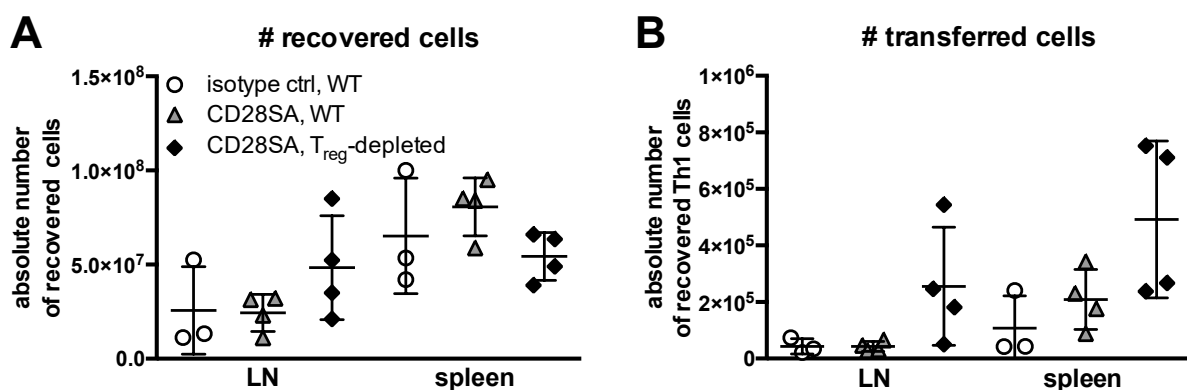 A
# recovered cells
absolute number
of recovered cells
1.5×10⁸
1.0×10⁸
5.0×10⁷
0.0
isotype ctrl, WT
CD28SA, WT
CD28SA, Treg-depleted
LN
spleen
B
# transferred cells
absolute number
of recovered Th1 cells
1×10⁶
8×10⁵
6×10⁵
4×10⁵
2×10⁵
0
LN
spleen